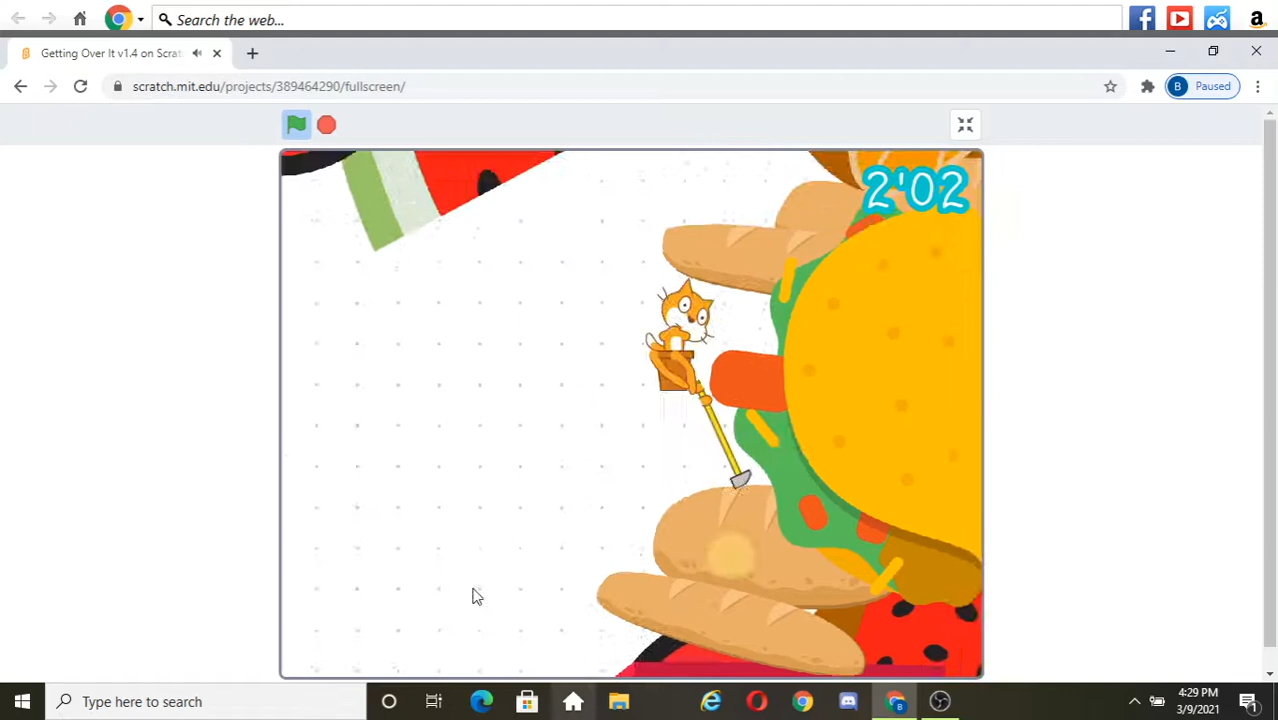 Search the web...
Getting Over It v1.4 on Scrat
scratch.mit.edu/projects/389464290/fullscreen/
B
Paused
2'02
Type here to search
B
4:29 PM
3/9/2021
1